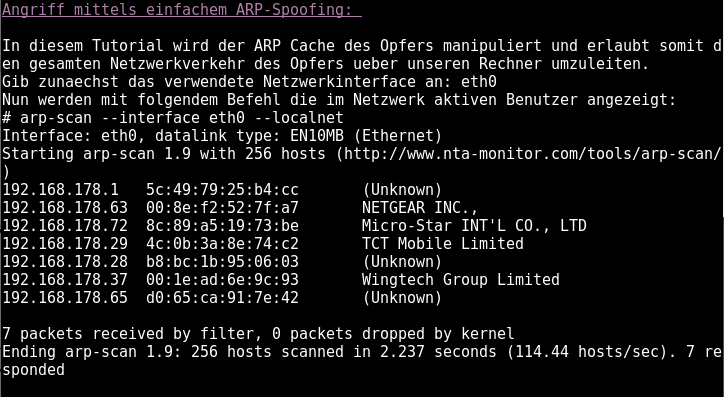 Angriff mittels einfachem ARP-Spoofing:
In diesem Tutorial wird der ARP Cache des Opfers manipuliert und erlaubt somit d
en gesamten Netzwerkverkehr des Opfers ueber unseren Rechner umzuleiten.
Gib zunaechst das verwendete Netzwerkinterface an: eth0
Nun werden mit folgendem Befehl die im Netzwerk aktiven Benutzer angezeigt:
# arp-scan --interface eth0 --localnet
Interface: eth0, datalink type: EN10MB (Ethernet)
Starting arp-scan 1.9 with 256 hosts (http://www.nta-monitor.com/tools/arp-scan/
)
192.168.178.1   5c:49:79:25:b4:cc       (Unknown)
192.168.178.63  00:8e:f2:52:7f:a7       NETGEAR INC.,
192.168.178.72  8c:89:a5:19:73:be       Micro-Star INT'L CO., LTD
192.168.178.29  4c:0b:3a:8e:74:c2       TCT Mobile Limited
192.168.178.28  b8:bc:1b:95:06:03       (Unknown)
192.168.178.37  00:1e:ad:6e:9c:93       Wingtech Group Limited
192.168.178.65  d0:65:ca:91:7e:42       (Unknown)
7 packets received by filter, 0 packets dropped by kernel
Ending arp-scan 1.9: 256 hosts scanned in 2.237 seconds (114.44 hosts/sec). 7 re
sponded